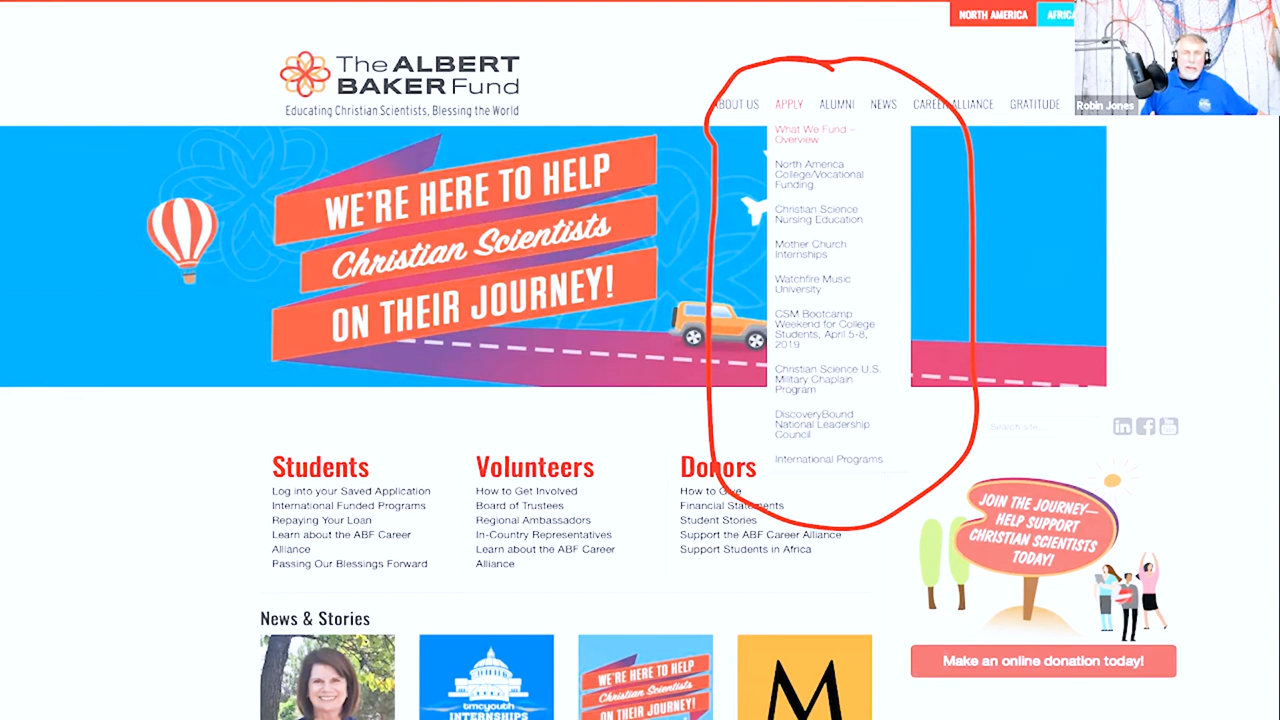 NORTH AMERICA
The ALBERT
BAKER Fund
Educating Christian Scientists, Blessing the World
ABOUT US APPLY ALUMNI NEWS CAREER ALLIANCE GRATITUDE
Robin Jones
What We Fund –
Overview
North America
College/Vocational
Funding
Christian Science
Nursing Education
Mother Church
Internships
Watchfire Music
University
CSM Bootcamp
Weekend for College
Students, April 5-8,
2019
Christian Science U.S.
Military Chaplain
Program
DiscoveryBound
National Leadership
Council
International Programs
WE'RE HERE TO HELP
Christian Scientists
ON THEIR JOURNEY!
Search site...
Students
Log into your Saved Application
International Funded Programs
Repaying Your Loan
Learn about the ABF Career
Alliance
Passing Our Blessings Forward
Volunteers
How to Get Involved
Board of Trustees
Regional Ambassadors
In-Country Representatives
Learn about the ABF Career
Alliance
Donors
How to Give
Financial Statements
Student Stories
Support the ABF Career Alliance
Support Students in Africa
JOIN THE JOURNEY—
HELP SUPPORT
CHRISTIAN SCIENTISTS
TODAY!
Make an online donation today!
News & Stories
tmcyouth
INTERNSHIPS
WE'RE HERE TO HELP
Christian Scientists
ON THEIR JOURNEY!
M